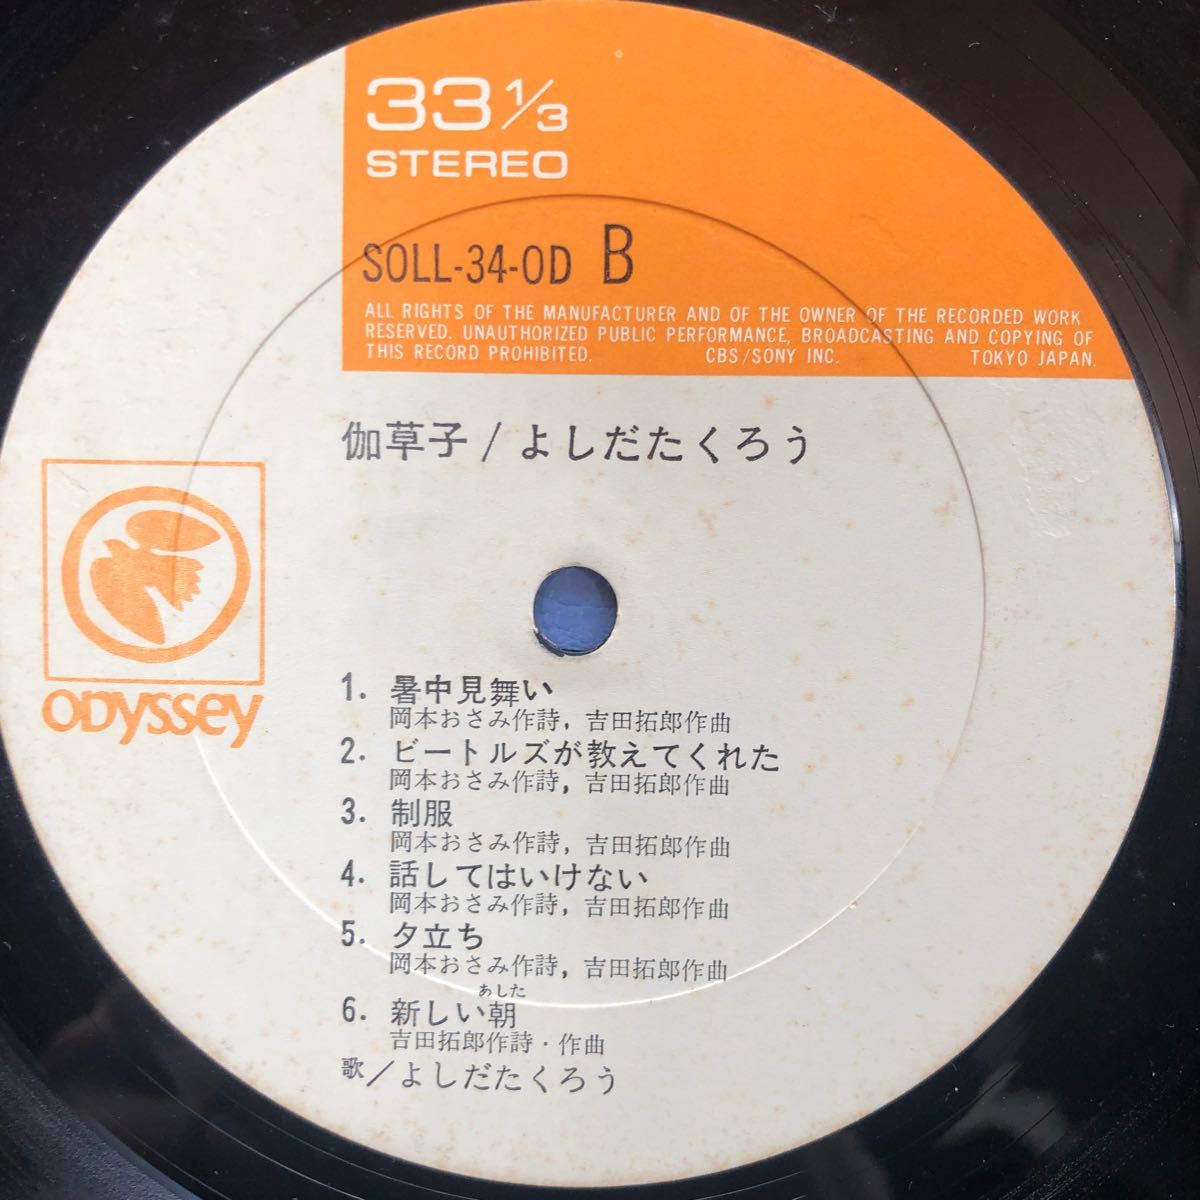 33 1/3
STEREO
SOLL-34-OD B
ALL RIGHTS OF THE MANUFACTURER AND OF THE OWNER OF THE RECORDED WORK
RESERVED. UNAUTHORIZED PUBLIC PERFORMANCE, BROADCASTING AND COPYING OF
THIS RECORD PROHIBITED. CBS/SONY INC. TOKYO JAPAN.
伽草子/よしだたくろう
ODYSSEY
1. 暑中見舞い
岡本おさみ作詩, 吉田拓郎作曲
2. ビートルズが教えてくれた
岡本おさみ作詩, 吉田拓郎作曲
3. 制服
岡本おさみ作詩, 吉田拓郎作曲
4. 話してはいけない
岡本おさみ作詩, 吉田拓郎作曲
5. 夕立ち
岡本おさみ作詩, 吉田拓郎作曲
あした
6. 新しい朝
吉田拓郎作詩・作曲
歌/よしだたくろう